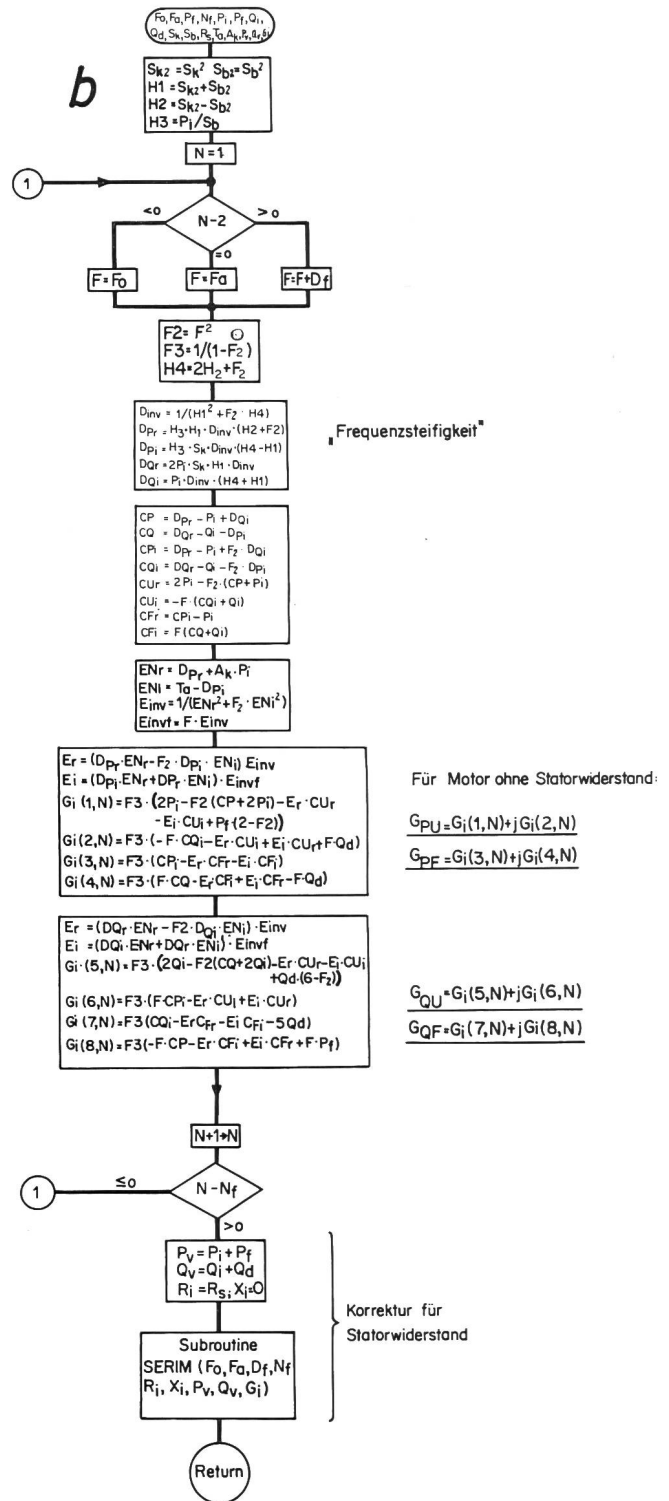 F₀,Fa,Pf,Nf,Pi,Pf,Qi,
Qd,Sk,Sb,Rs,Ta,Ak,Pv,Qv,Gi
b
Sk2 =Sk² Sb2=Sb²
H1 =Sk2+Sb2
H2 =Sk2-Sb2
H3 =Pi/Sb
N=1
1
<0
N-2
>0
=0
F=F₀
F=Fa
F=F+Df
F2= F²
F3=1/(1-F2)
H4=2H2+F2
Dinv = 1/(H1²+F2·H4)
DPr = H3·H1·Dinv·(H2+F2)
DPi = H3·Sk·Dinv·(H4-H1)
DQr =2Pi·Sk·H1·Dinv
DQi = Pi·Dinv·(H4+H1)
"Frequenzsteifigkeit"
CP = DPr-Pi+DQi
CQ = DQr-Qi-DPi
CPi = DPr-Pi+F2·DQi
CQi = DQr-Qi-F2·DPi
CUr = 2Pi-F2·(CP+Pi)
CUi = -F·(CQi+Qi)
CFr = CPi-Pi
CFi = F(CQ+Qi)
ENr = DPr+Ak·Pi
ENi = Ta-DPi
Einv=1/(ENr²+F2·ENi²)
Einvf= F·Einv
Er = (DPr·ENr-F2·DPi·ENi)Einv
Ei =(DPi·ENr+DPr·ENi)·Einvf
Gi (1,N)=F3·(2Pi-F2(CP+2Pi)-Er·CUr
-Ei·CUi+Pf·(2-F2))
Gi(2,N)=F3·(-F·CQi-Er·CUi+Ei·CUr+F·Qd)
Gi(3,N)=F3·(CPi-Er·CFr-Ei·CFi)
Gi(4,N)=F3·(F·CQ-Er·CFi+Ei·CFr-F·Qd)
Für Motor ohne Statorwiderstand=
GPU=Gi(1,N)+jGi(2,N)
GPF=Gi(3,N)+jGi(4,N)
Er =(DQr·ENr-F2·DQi·ENi)·Einv
Ei =(DQi·ENr+DQr·ENi)·Einvf
Gi·(5,N)=F3·(2Qi-F2(CQ+2Qi)-Er·CUr-Ei·CUi
+Qd·(6-F2))
Gi(6,N)=F3·(F·CPi-Er·CUi+Ei·CUr)
Gi(7,N)=F3(CQi-ErCFr-EiCFi-5Qd)
Gi(8,N)=F3(-F·CP-Er·CFi+Ei·CFr+F·Pf)
GQU=Gi(5,N)+jGi(6,N)
GQF=Gi(7,N)+jGi(8,N)
N+1→N
1
≤0
N-Nf
>0
Pv=Pi+Pf
Qv=Qi+Qd
Ri =Rs, Xi=0
Korrektur für
Statorwiderstand
Subroutine
SERIM (F₀,Fa,Df,Nf
Ri, Xi, Pv, Qv, Gi)
Return